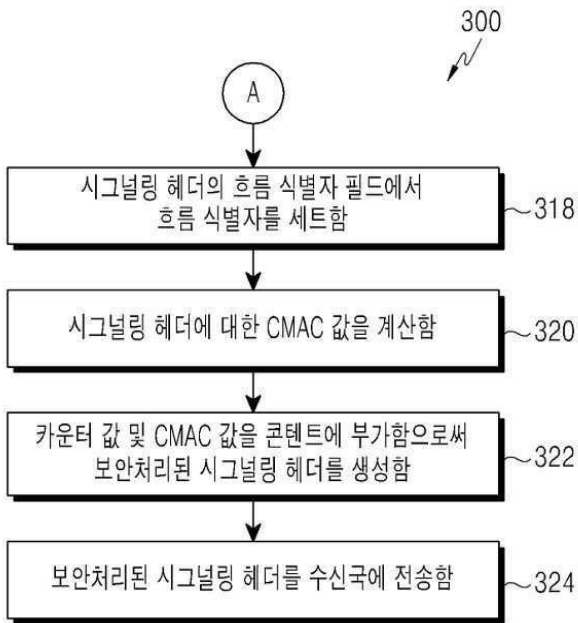 300
A
시그널링 헤더의 흐름 식별자 필드에서
흐름 식별자를 세트함
318
시그널링 헤더에 대한 CMAC 값을 계산함
320
카운터 값 및 CMAC 값을 콘텐트에 부가함으로써
보안처리된 시그널링 헤더를 생성함
322
보안처리된 시그널링 헤더를 수신국에 전송함
324